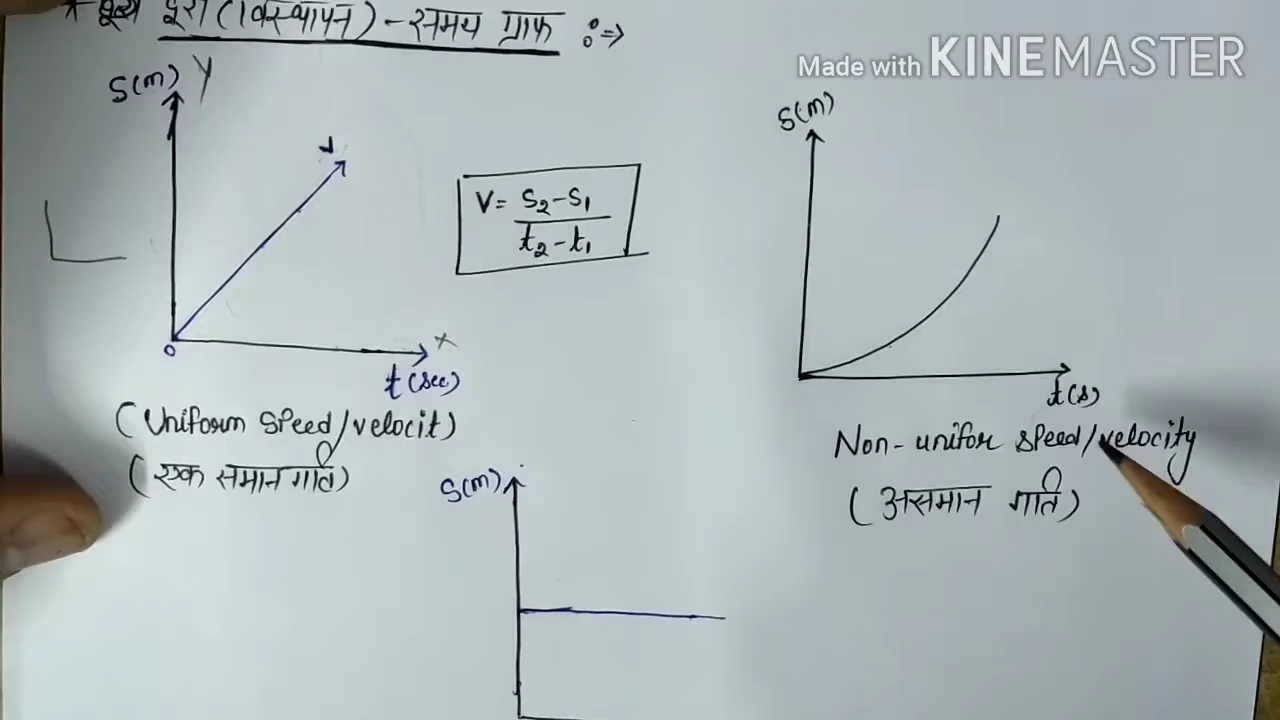 दूरी (विस्थापन) - समय ग्राफ :⇒
Made with KINEMASTER
S(m) Y
V
V = S₂-S₁
t₂-t₁
O
X
t(sec)
(Uniform Speed/velocit)
(एक समान गति)
S(m)
t(s)
Non-unifor speed/velocity
(असमान गति)
S(m)